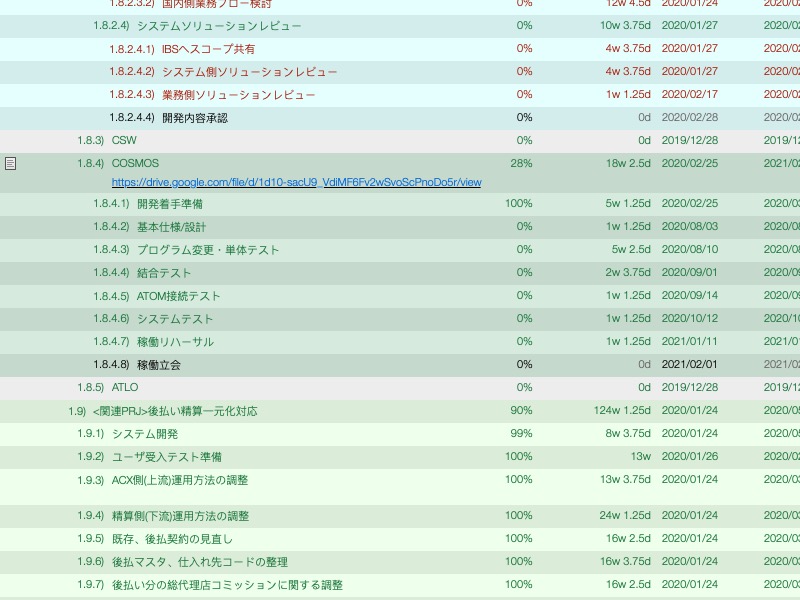 1.8.2.3.2) 国内側業務フロー検討 0% 12w 4.5d 2020/01/24 2020/02
1.8.2.4) システムソリューションレビュー 0% 10w 3.75d 2020/01/27 2020/02
1.8.2.4.1) IBSへスコープ共有 0% 4w 3.75d 2020/01/27 2020/02
1.8.2.4.2) システム側ソリューションレビュー 0% 4w 3.75d 2020/01/27 2020/02
1.8.2.4.3) 業務側ソリューションレビュー 0% 1w 1.25d 2020/02/17 2020/02
1.8.2.4.4) 開発内容承認 0% 0d 2020/02/28 2020/02
1.8.3) CSW 0% 0d 2019/12/28 2019/12
1.8.4) COSMOS 28% 18w 2.5d 2020/02/25 2021/02
https://drive.google.com/file/d/1d10-sacU9_VdiMF6Fv2wSvoScPnoDo5r/view
1.8.4.1) 開発着手準備 100% 5w 1.25d 2020/02/25 2020/03
1.8.4.2) 基本仕様/設計 0% 1w 1.25d 2020/08/03 2020/08
1.8.4.3) プログラム変更・単体テスト 0% 5w 2.5d 2020/08/10 2020/09
1.8.4.4) 結合テスト 0% 2w 3.75d 2020/09/01 2020/09
1.8.4.5) ATOM接続テスト 0% 1w 1.25d 2020/09/14 2020/09
1.8.4.6) システムテスト 0% 1w 1.25d 2020/10/12 2020/10
1.8.4.7) 稼働リハーサル 0% 1w 1.25d 2021/01/11 2021/01
1.8.4.8) 稼働立会 0% 0d 2021/02/01 2021/02
1.8.5) ATLO 0% 0d 2019/12/28 2019/12
1.9) <関連PRJ>後払い精算一元化対応 90% 124w 1.25d 2020/01/24 2020/05
1.9.1) システム開発 99% 8w 3.75d 2020/01/24 2020/03
1.9.2) ユーザ受入テスト準備 100% 13w 2020/01/26 2020/02
1.9.3) ACX側(上流)運用方法の調整 100% 13w 3.75d 2020/01/24 2020/03
1.9.4) 精算側(下流)運用方法の調整 100% 24w 1.25d 2020/01/24 2020/03
1.9.5) 既存、後払契約の見直し 100% 16w 2.5d 2020/01/24 2020/03
1.9.6) 後払マスタ、仕入れ先コードの整理 100% 16w 3.75d 2020/01/24 2020/03
1.9.7) 後払い分の総代理店コミッションに関する調整 100% 16w 2.5d 2020/01/24 2020/03